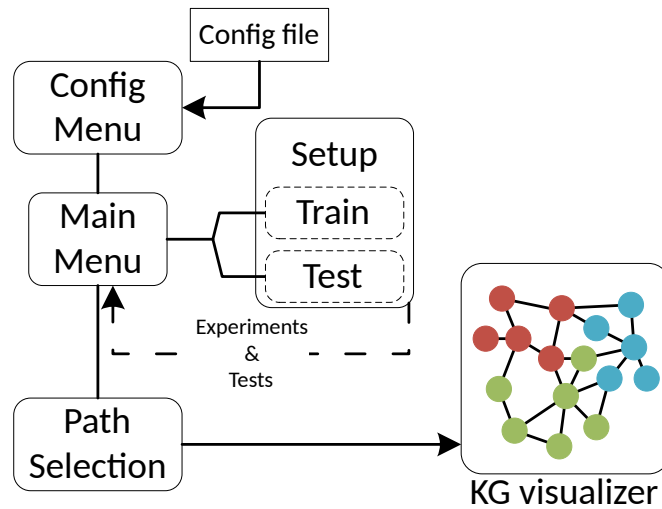 Config file
Config
Menu
Setup
Main
Menu
Train
Test
Experiments
&
Tests
Path
Selection
KG visualizer